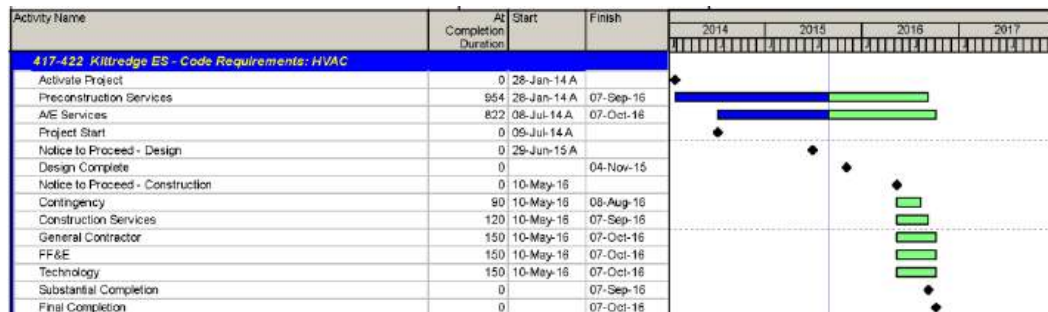 Activity Name At Completion Duration Start Finish 2014 2015 2016 2017
417-422 Kittredge ES - Code Requirements: HVAC
Activate Project 0 28-Jan-14 A
Preconstruction Services 954 28-Jan-14 A 07-Sep-16
A/E Services 822 08-Jul-14 A 07-Oct-16
Project Start 0 09-Jul-14 A
Notice to Proceed - Design 0 29-Jun-15 A
Design Complete 0 04-Nov-15
Notice to Proceed - Construction 0 10-May-16
Contingency 90 10-May-16 08-Aug-16
Construction Services 120 10-May-16 07-Sep-16
General Contractor 150 10-May-16 07-Oct-16
FF&E 150 10-May-16 07-Oct-16
Technology 150 10-May-16 07-Oct-16
Substantial Completion 0 07-Sep-16
Final Completion 0 07-Oct-16